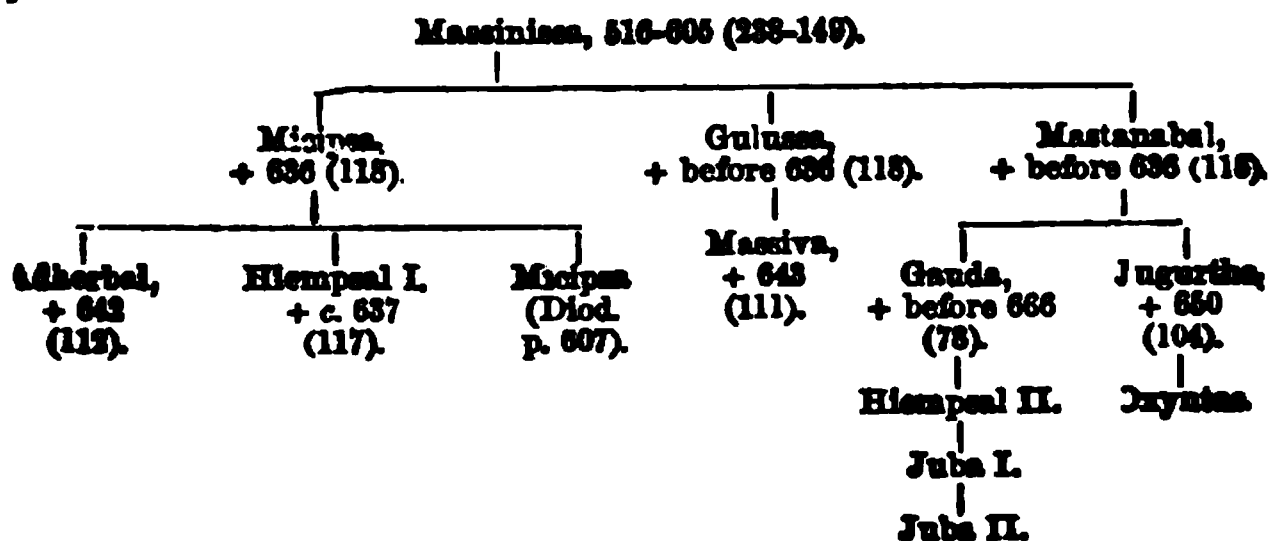 Massinissa, 516-605 (238-149).
Micipsa, + 636 (118).
Gulussa, + before 636 (118).
Mastanabal, + before 636 (118).
Adherbal, + 642 (112).
Hiempsal I. + c. 637 (117).
Micipsa (Diod. p. 607).
Massiva, + 643 (111).
Gauda, + before 666 (78).
Jugurtha, + 650 (104).
Hiempsal II.
Oxyntas
Juba I.
Juba II.